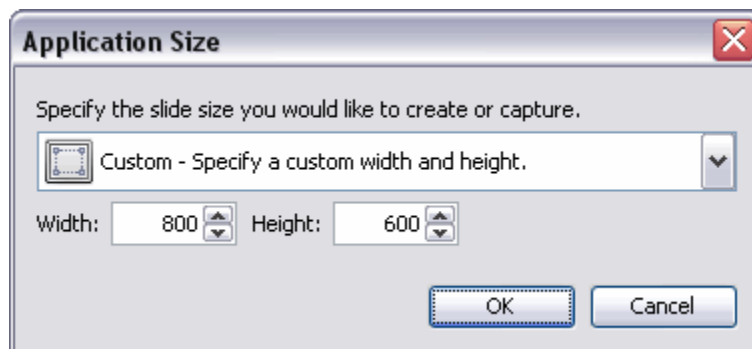 Application Size
Specify the slide size you would like to create or capture.
Custom - Specify a custom width and height.
Width: 800 Height: 600
OK Cancel